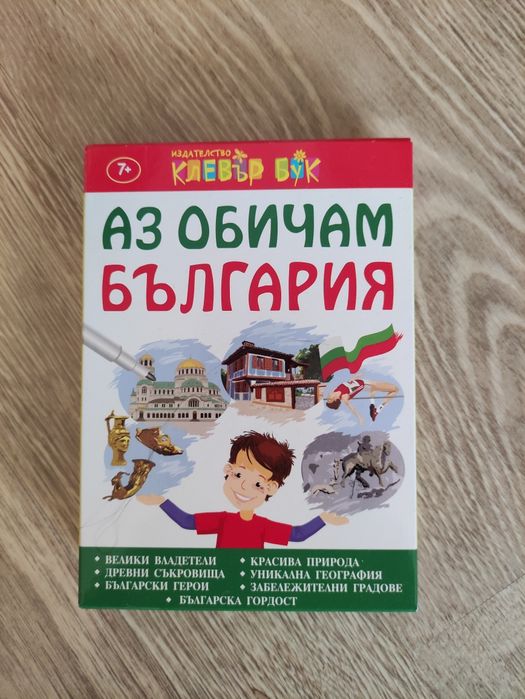 ИЗДАТЕЛСТВО
7+
КЛЕВЪР БУК
АЗ ОБИЧАМ
БЪЛГАРИЯ
• ВЕЛИКИ ВЛАДЕТЕЛИ • КРАСИВА ПРИРОДА
• ДРЕВНИ СЪКРОВИЩА • УНИКАЛНА ГЕОГРАФИЯ
• БЪЛГАРСКИ ГЕРОИ • ЗАБЕЛЕЖИТЕЛНИ ГРАДОВЕ
• БЪЛГАРСКА ГОРДОСТ